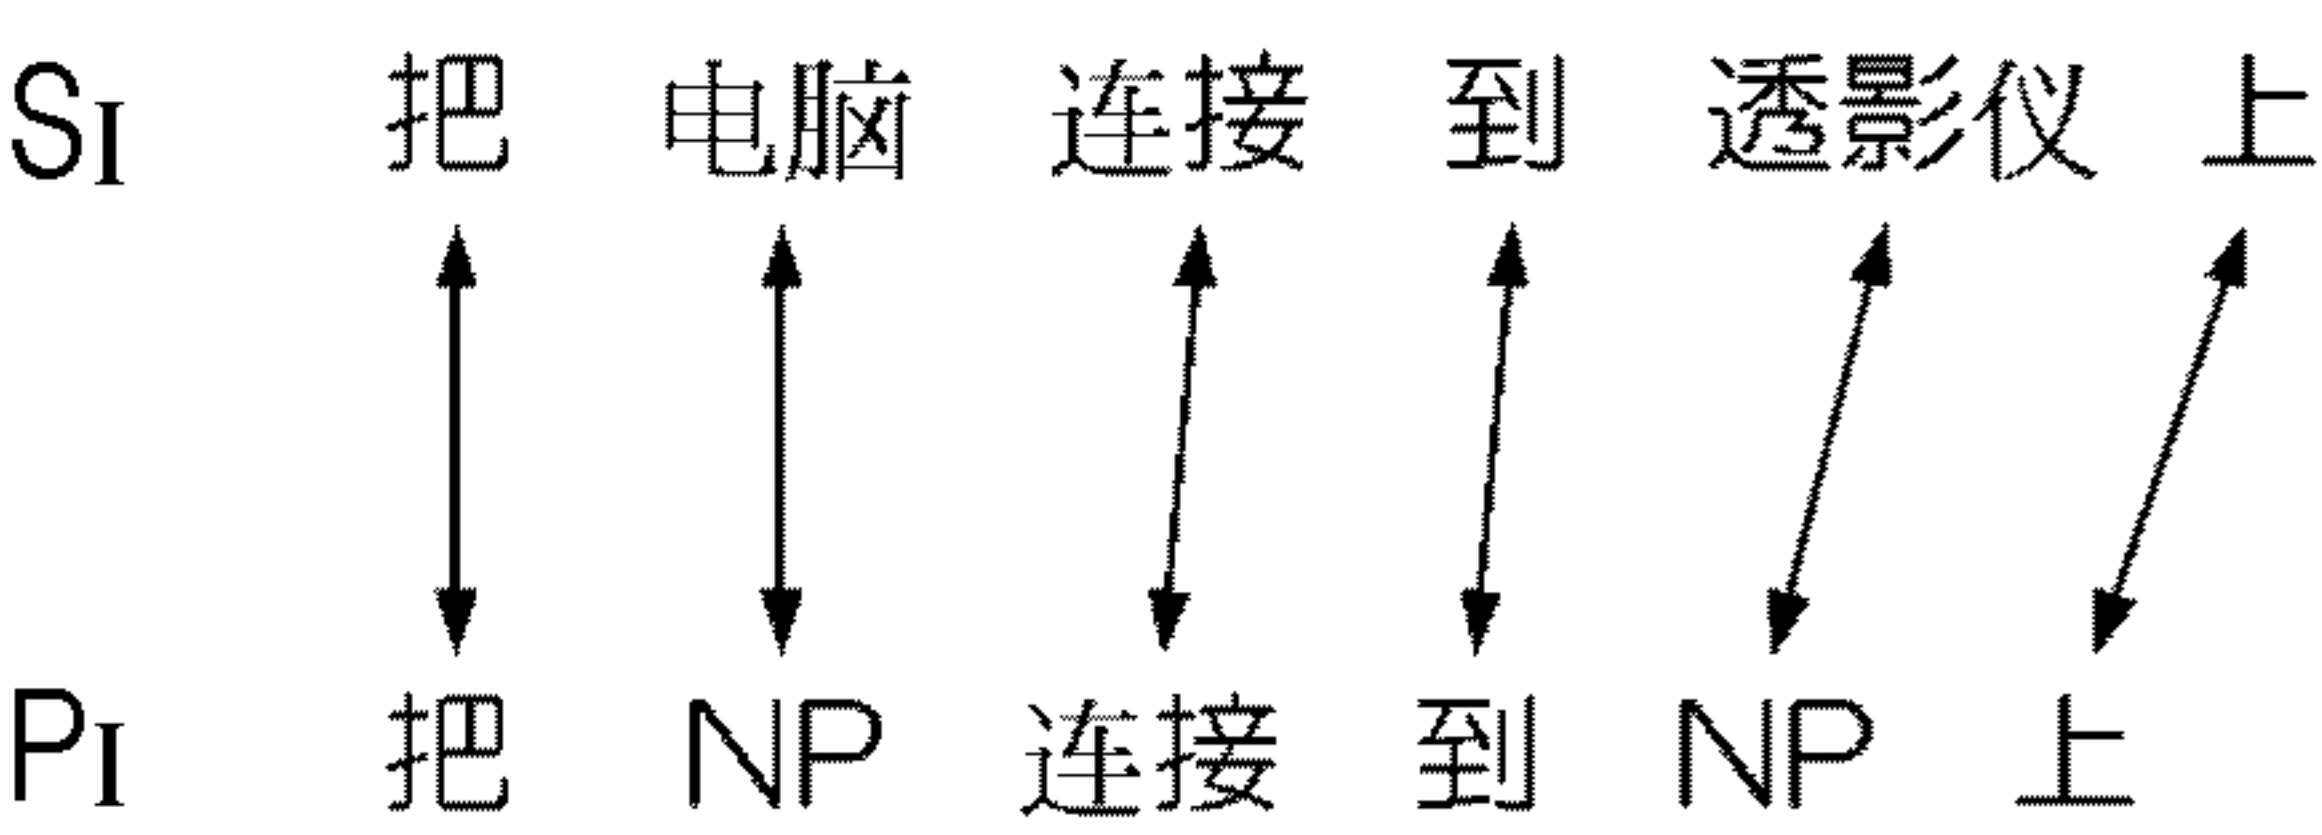 SI 把 电脑 连接 到 透影仪 上
PI 把 NP 连接 到 NP 上